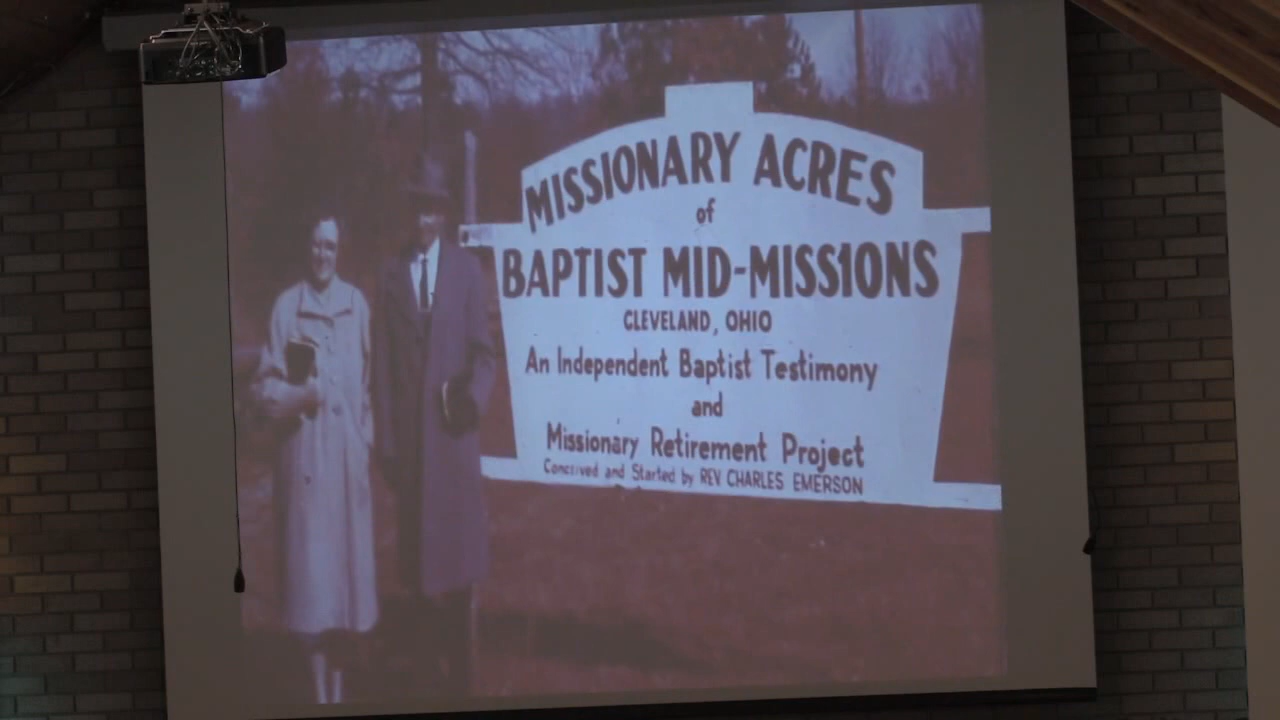 MISSIONARY ACRES
of
BAPTIST MID-MISSIONS
CLEVELAND, OHIO
An Independent Baptist Testimony
and
Missionary Retirement Project
Conceived and Started by REV CHARLES EMERSON